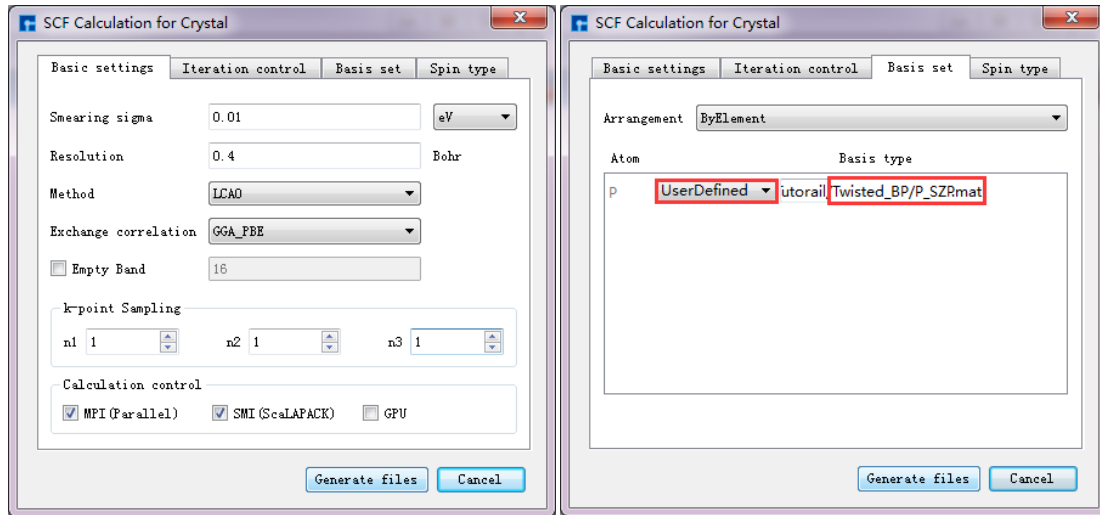 SCF Calculation for Crystal
Basic settings Iteration control Basis set Spin type
Smearing sigma 0.01 eV
Resolution 0.4 Bohr
Method LCAO
Exchange correlation GGA_PBE
Empty Band 16
k-point Sampling
n1 1 n2 1 n3 1
Calculation control
MPI(Parallel) SMI(ScaLAPACK) GPU
Generate files Cancel
SCF Calculation for Crystal
Basic settings Iteration control Basis set Spin type
Arrangement ByElement
Atom Basis type
P UserDefined utorail/Twisted_BP/P_SZP.mat
Generate files Cancel